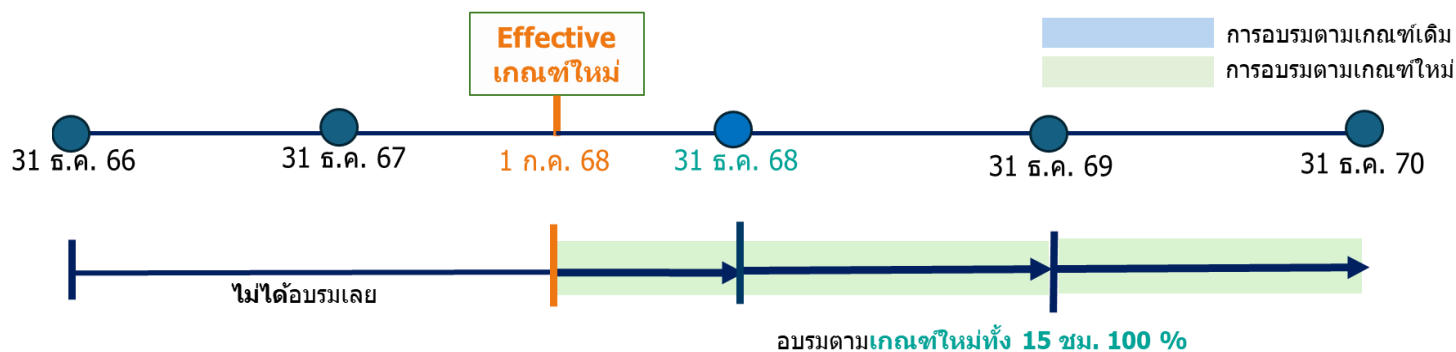 Effective
เกณฑ์ใหม่
การอบรมตามเกณฑ์เดิม
การอบรมตามเกณฑ์ใหม่
31 ธ.ค. 66
31 ธ.ค. 67
1 ก.ค. 68
31 ธ.ค. 68
31 ธ.ค. 69
31 ธ.ค. 70
ไม่ได้อบรมเลย
อบรมตามเกณฑ์ใหม่ทั้ง 15 ชม. 100 %